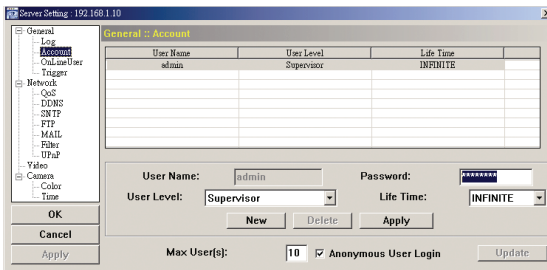 Server Setting : 192.168.1.10
General
Log
Account
OnLineUser
Trigger
Network
QoS
DDNS
SNTP
FTP
MAIL
Filter
UPnP
Video
Camera
Color
Time
OK
Cancel
Apply
General :: Account
User Name User Level Life Time
admin Supervisor INFINITE
User Name: admin Password: ********
User Level: Supervisor Life Time: INFINITE
New Delete Apply
Max User(s): 10 Anonymous User Login Update